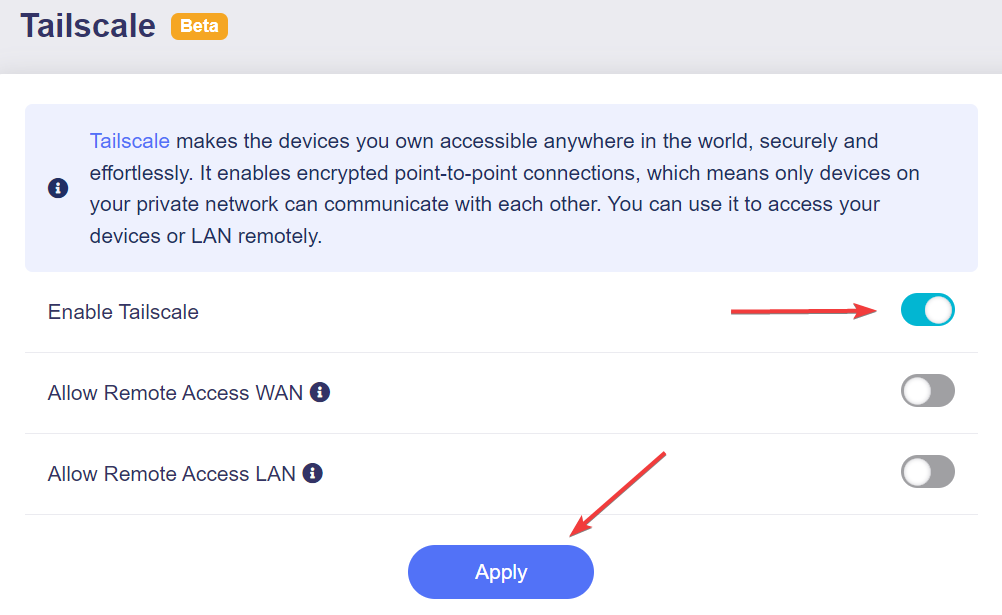 Tailscale Beta
Tailscale makes the devices you own accessible anywhere in the world, securely and
effortlessly. It enables encrypted point-to-point connections, which means only devices on
your private network can communicate with each other. You can use it to access your
devices or LAN remotely.
Enable Tailscale
Allow Remote Access WAN
Allow Remote Access LAN
Apply